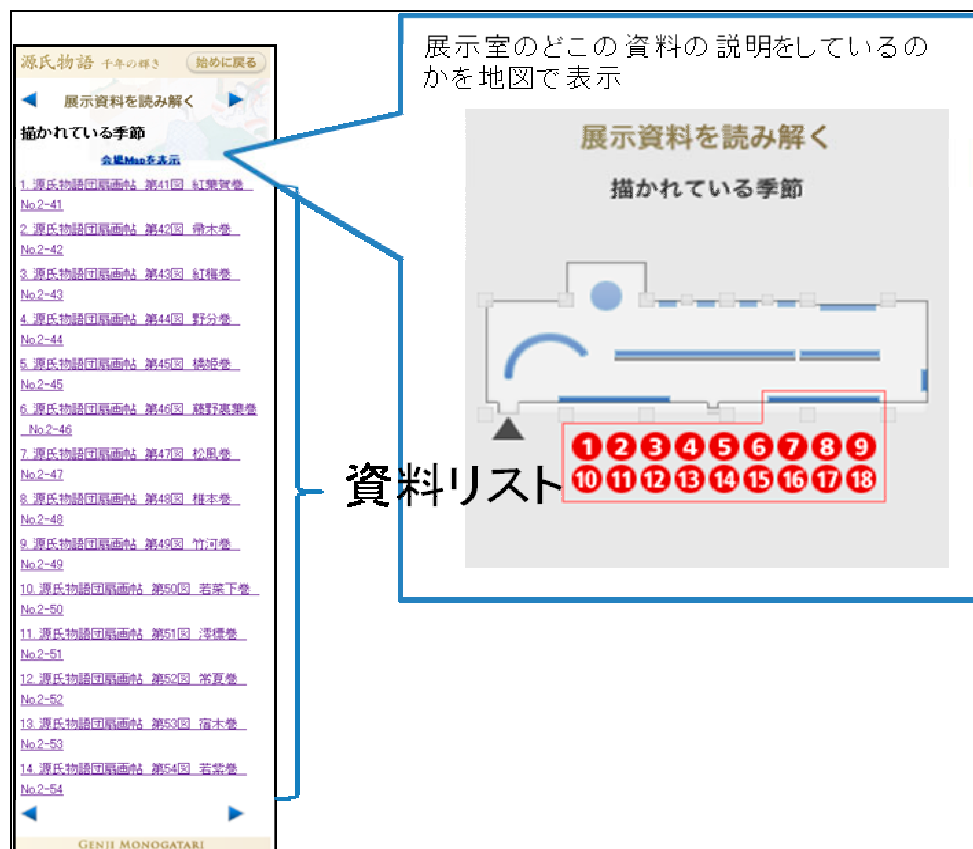 源氏物語 千年の輝き 始めに戻る
展示資料を読み解く
描かれている季節
会場Mapを表示
1. 源氏物語団扇画帖 第41図 紅葉賀巻
No.2-41
2. 源氏物語団扇画帖 第42図 帚木巻
No.2-42
3. 源氏物語団扇画帖 第43図 紅梅巻
No.2-43
4. 源氏物語団扇画帖 第44図 野分巻
No.2-44
5. 源氏物語団扇画帖 第45図 橋姫巻
No.2-45
6. 源氏物語団扇画帖 第46図 藤野裏葉巻
No.2-46
7. 源氏物語団扇画帖 第47図 松風巻
No.2-47
8. 源氏物語団扇画帖 第48図 椎本巻
No.2-48
9. 源氏物語団扇画帖 第49図 竹河巻
No.2-49
10. 源氏物語団扇画帖 第50図 若菜下巻
No.2-50
11. 源氏物語団扇画帖 第51図 澪標巻
No.2-51
12. 源氏物語団扇画帖 第52図 常夏巻
No.2-52
13. 源氏物語団扇画帖 第53図 宿木巻
No.2-53
14. 源氏物語団扇画帖 第54図 若紫巻
No.2-54
GENJI MONOGATARI
資料リスト
展示室のどこの資料の説明をしているの
かを地図で表示
展示資料を読み解く
描かれている季節
1 2 3 4 5 6 7 8 9
10 11 12 13 14 15 16 17 18